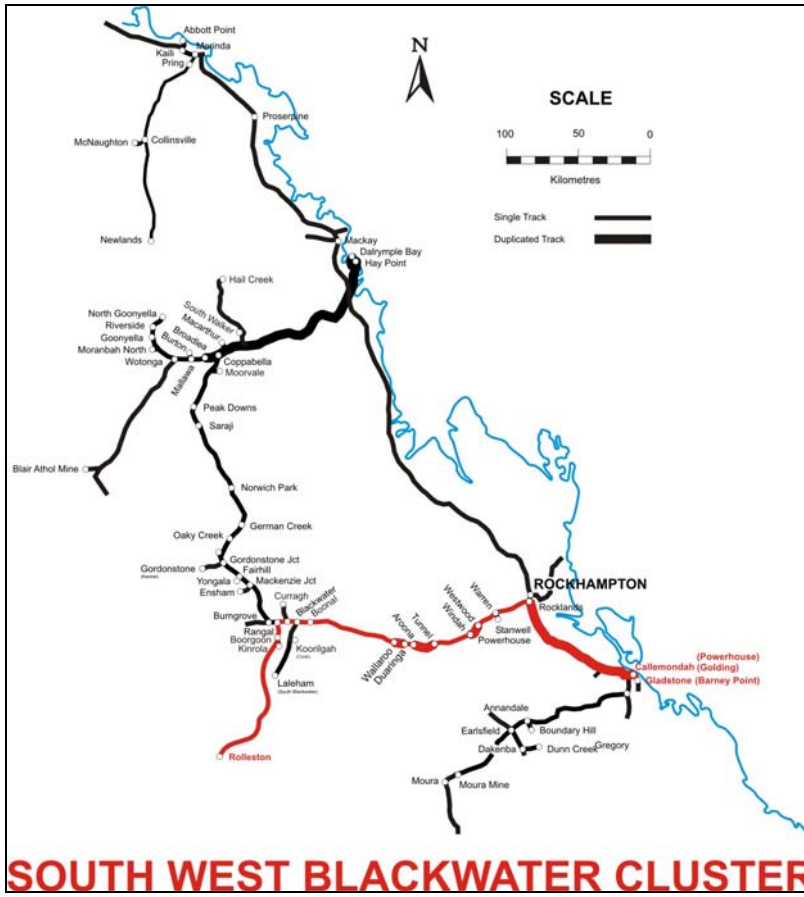 Abbott Point
Kaili
Merinda
Pring
N
SCALE
100 50 0
Kilometres
Proserpine
McNaughton
Collinsville
Single Track
Duplicated Track
Newlands
Mackay
Dalrymple Bay
Hay Point
Hail Creek
North Goonyella
Riverside
Goonyella
Moranbah North
Wotonga
South Walker
Macarthur
Broadlea
Burton
Mallawa
Coppabella
Moorvale
Peak Downs
Saraji
Blair Athol Mine
Norwich Park
German Creek
Oaky Creek
Gordonstone Jct
Gordonstone
Fairhill
Yongala
Mackenzie Jct
Ensham
Curragh
Burngrove
Blackwater
Boonal
Rangal
Boorgoon
Kinrola
Koorilgah
Laleham
(South Blackwater)
Rolleston
Wallaroo
Duaringa
Aroona
Tunnel
Windah
Westwood
Warren
Stanwell
Powerhouse
ROCKHAMPTON
Rocklands
(Powerhouse)
Callemondah (Golding)
Gladstone (Barney Point)
Annandale
Earlsfield
Boundary Hill
Dakenba
Dunn Creek
Gregory
Moura
Moura Mine
SOUTH WEST BLACKWATER CLUSTER